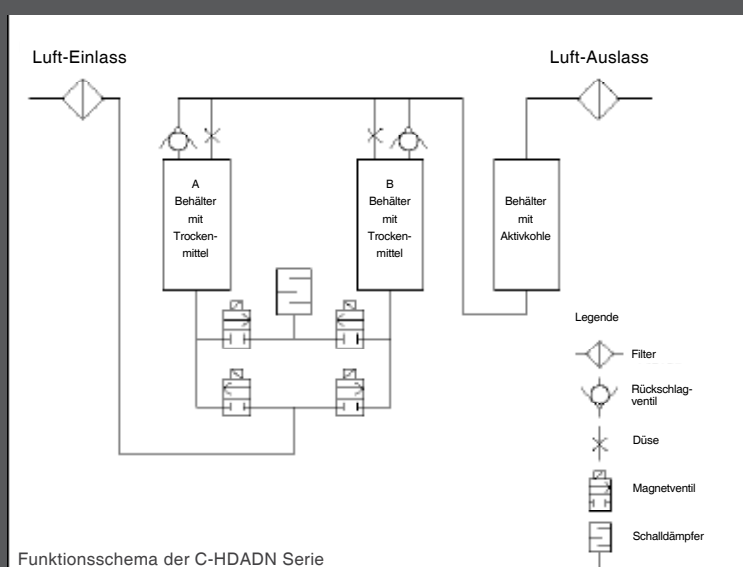 Luft-Einlass
Luft-Auslass
A
Behälter
mit
Trocken-
mittel
B
Behälter
mit
Trocken-
mittel
Behälter
mit
Aktivkohle
Legende
Filter
Rückschlag-
ventil
Düse
Magnetventil
Schalldämpfer
Funktionsschema der C-HDADN Serie